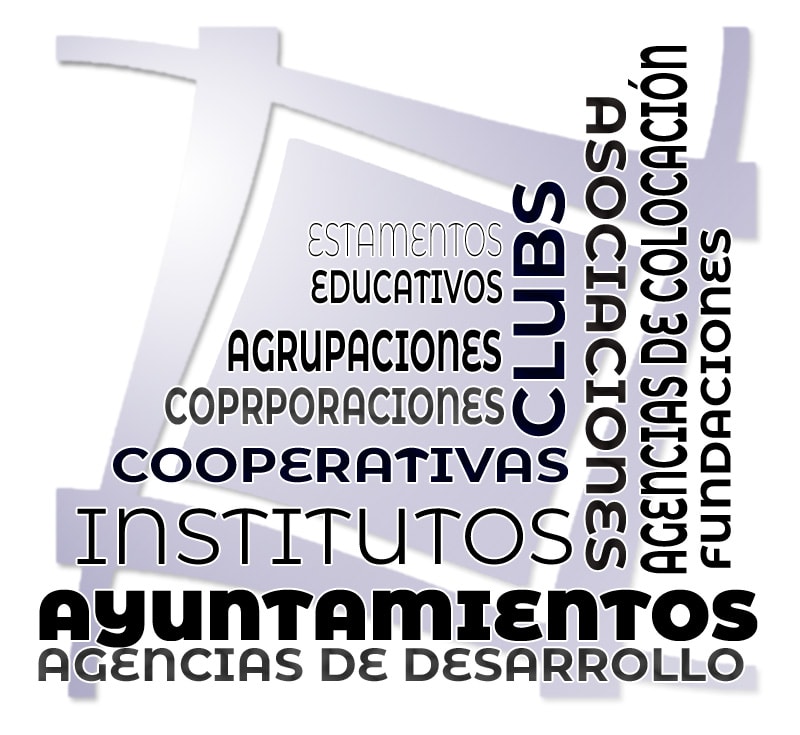 ESTAMENTOS
EDUCATIVOS
AGRUPACIONES
COPRPORACIONES
COOPERATIVAS
INSTITUTOS
AYUNTAMIENTOS
AGENCIAS DE DESARROLLO
CLUBS
ASOCIACIONES
AGENCIAS DE COLOCACIÓN
FUNDACIONES